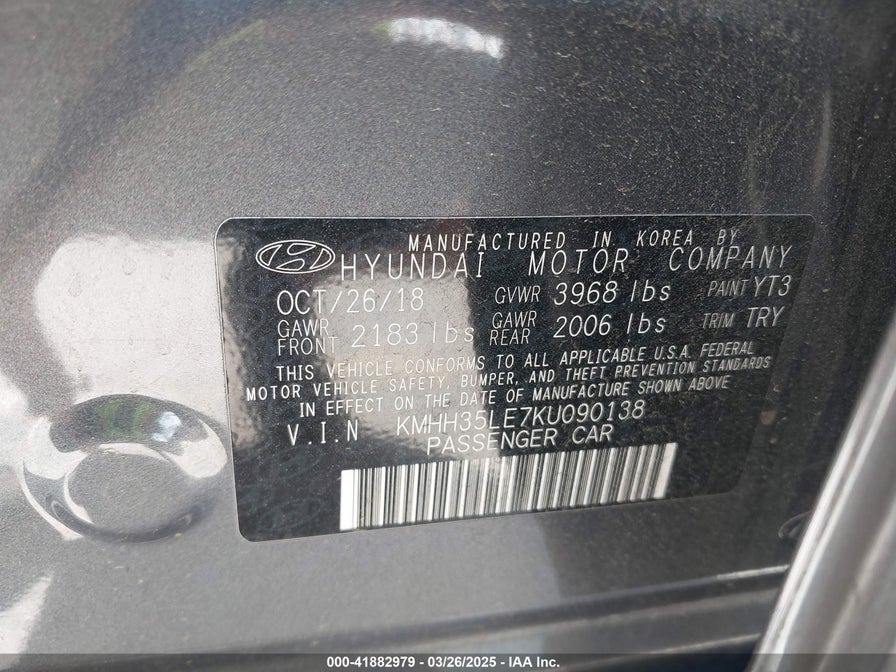 MANUFACTURED IN KOREA BY
HYUNDAI MOTOR COMPANY
OCT/26/18 GVWR 3968 lbs PAINT YT3
GAWR FRONT 2183 lbs GAWR REAR 2006 lbs TRIM TRY
THIS VEHICLE CONFORMS TO ALL APPLICABLE U.S.A. FEDERAL
MOTOR VEHICLE SAFETY, BUMPER, AND THEFT PREVENTION STANDARDS
IN EFFECT ON THE DATE OF MANUFACTURE SHOWN ABOVE
V.I.N KMHH35LE7KU090138
PASSENGER CAR
000-41882979 - 03/26/2025 - IAA Inc.